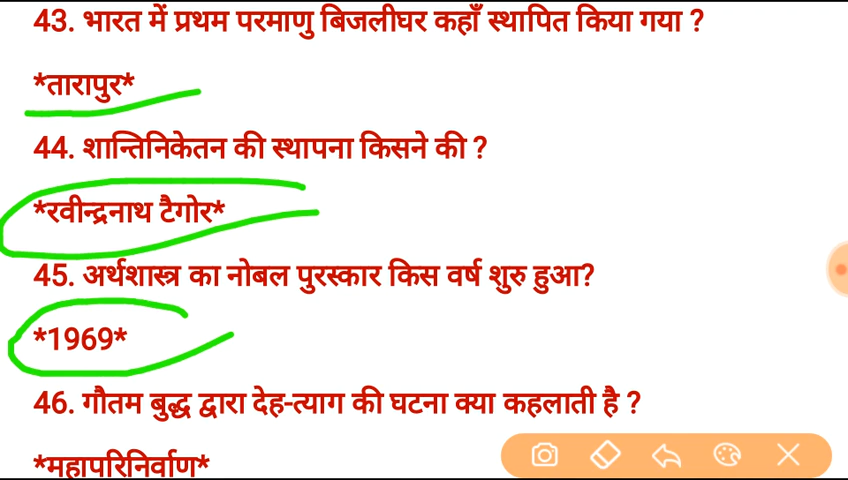 43. भारत में प्रथम परमाणु बिजलीघर कहाँ स्थापित किया गया ?
*तारापुर*
44. शान्तिनिकेतन की स्थापना किसने की ?
*रवीन्द्रनाथ टैगोर*
45. अर्थशास्त्र का नोबल पुरस्कार किस वर्ष शुरु हुआ?
*1969*
46. गौतम बुद्ध द्वारा देह-त्याग की घटना क्या कहलाती है ?
*महापरिनिर्वाण*